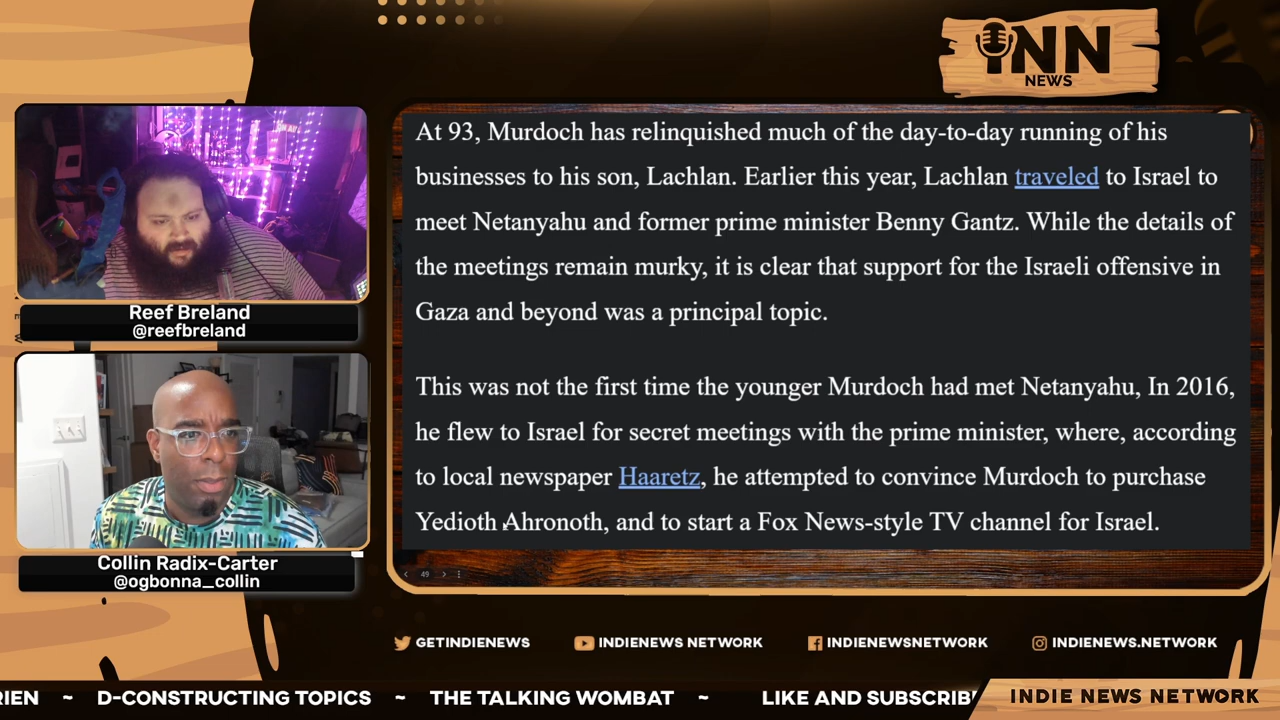 INN
NEWS
At 93, Murdoch has relinquished much of the day-to-day running of his
businesses to his son, Lachlan. Earlier this year, Lachlan traveled to Israel to
meet Netanyahu and former prime minister Benny Gantz. While the details of
the meetings remain murky, it is clear that support for the Israeli offensive in
Gaza and beyond was a principal topic.
This was not the first time the younger Murdoch had met Netanyahu, In 2016,
he flew to Israel for secret meetings with the prime minister, where, according
to local newspaper Haaretz, he attempted to convince Murdoch to purchase
Yedioth Ahronoth, and to start a Fox News-style TV channel for Israel.
49
Reef Breland
@reefbreland
Collin Radix-Carter
@ogbonna_collin
GETINDIENEWS
INDIENEWS NETWORK
INDIENEWSNETWORK
INDIENEWS.NETWORK
RIEN ~ D-CONSTRUCTING TOPICS ~ THE TALKING WOMBAT ~ LIKE AND SUBSCRIB
INDIE NEWS NETWORK